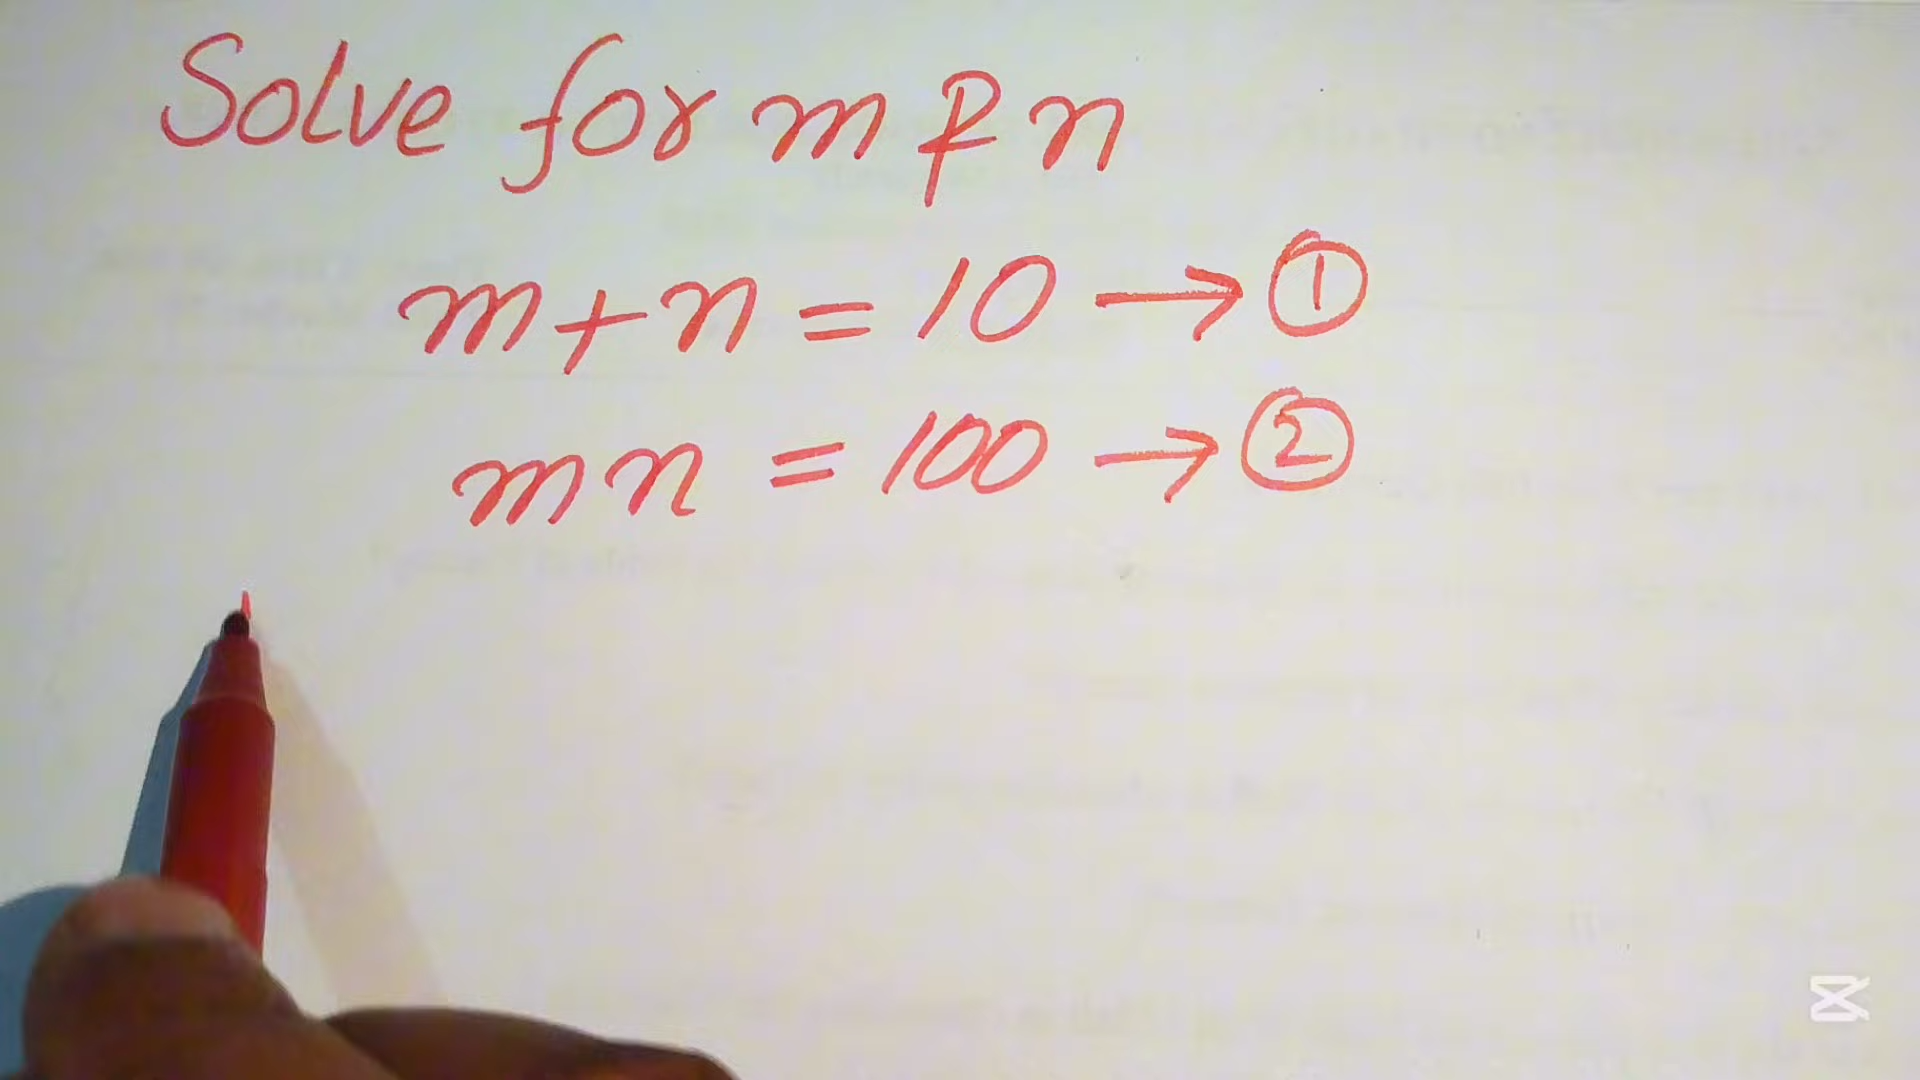 Solve for m & n
m + n = 10 → ①
mn = 100 → ②